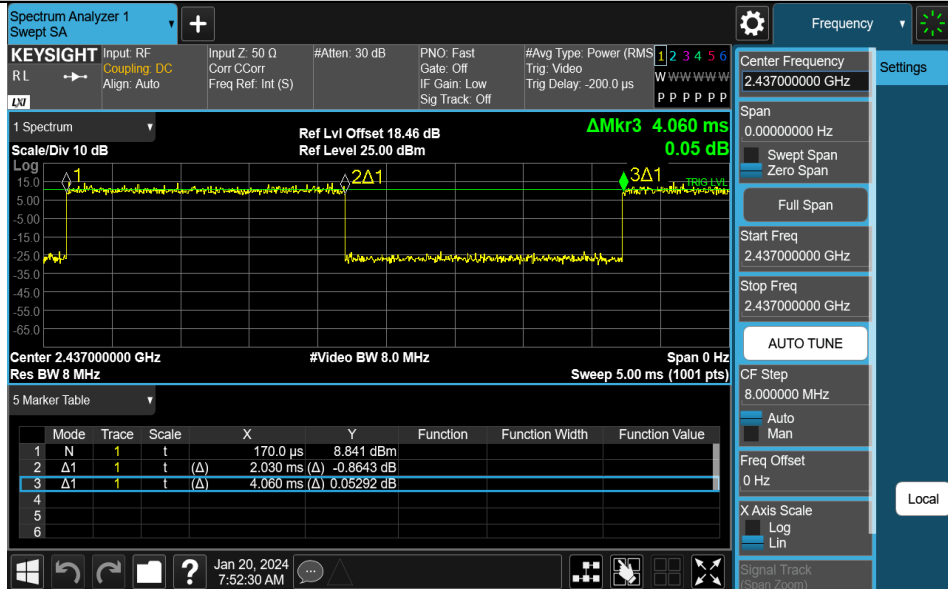 Spectrum Analyzer 1
Swept SA
+
Frequency
KEYSIGHT
RL
LXI
Input: RF
Coupling: DC
Align: Auto
Input Z: 50 Ω
Corr CCorr
Freq Ref: Int (S)
#Atten: 30 dB
PNO: Fast
Gate: Off
IF Gain: Low
Sig Track: Off
#Avg Type: Power (RMS
Trig: Video
Trig Delay: -200.0 µs
1 2 3 4 5 6
W W W W W W
P P P P P P
1 Spectrum
Scale/Div 10 dB
Ref Lvl Offset 18.46 dB
Ref Level 25.00 dBm
ΔMkr3 4.060 ms
0.05 dB
Log
15.0
5.00
-5.00
-15.0
-25.0
-35.0
-45.0
-55.0
-65.0
1
2Δ1
3Δ1
TRIG LVL
Center 2.437000000 GHz
#Video BW 8.0 MHz
Span 0 Hz
Res BW 8 MHz
Sweep 5.00 ms (1001 pts)
5 Marker Table
Mode Trace Scale X Y Function Function Width Function Value
1 N 1 t 170.0 µs 8.841 dBm
2 Δ1 1 t (Δ) 2.030 ms (Δ) -0.8643 dB
3 Δ1 1 t (Δ) 4.060 ms (Δ) 0.05292 dB
4
5
6
?
Jan 20, 2024
7:52:30 AM
Center Frequency
2.437000000 GHz
Span
0.00000000 Hz
Swept Span
Zero Span
Full Span
Start Freq
2.437000000 GHz
Stop Freq
2.437000000 GHz
AUTO TUNE
CF Step
8.000000 MHz
Auto
Man
Freq Offset
0 Hz
X Axis Scale
Log
Lin
Signal Track
(Span Zoom)
Settings
Local